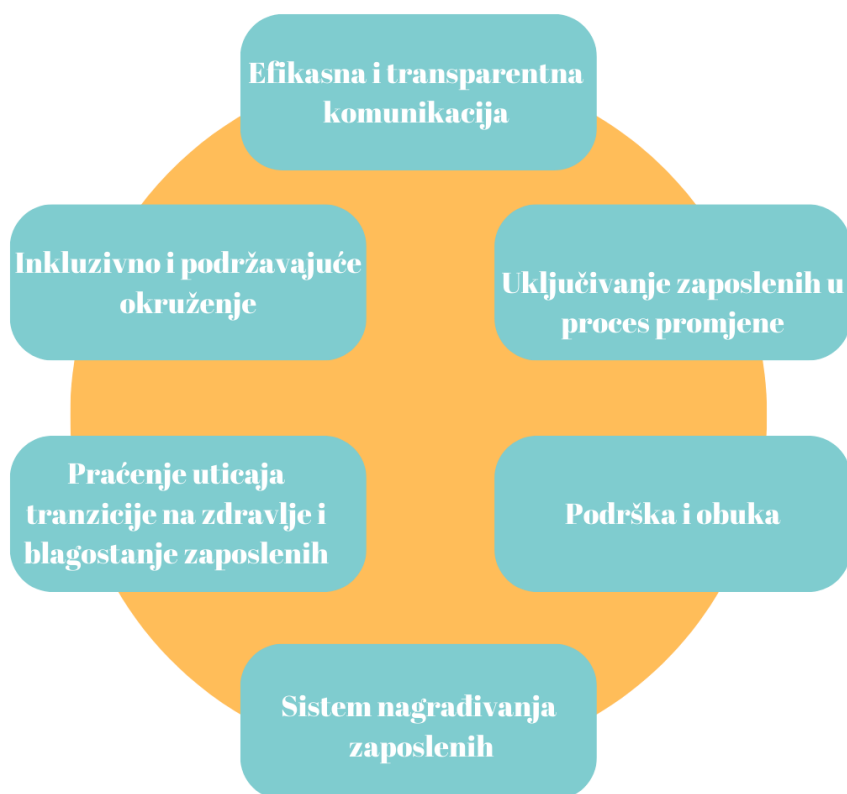 Efikasna i transparentna
komunikacija
Inkluzivno i podržavajuće
okruženje
Uključivanje zaposlenih u
proces promjene
Praćenje uticaja
tranzicije na zdravlje i
blagostanje zaposlenih
Podrška i obuka
Sistem nagrađivanja
zaposlenih